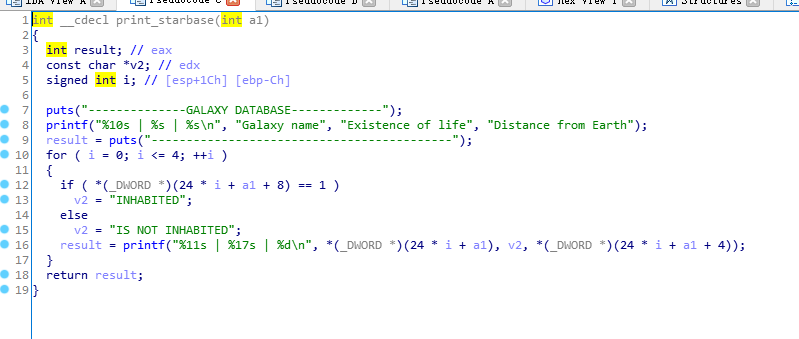 IDA View A Pseudocode C Pseudocode D Pseudocode A Hex View 1 Structures
1 int __cdecl print_starbase(int a1)
2 {
3 int result; // eax
4 const char *v2; // edx
5 signed int i; // [esp+1Ch] [ebp-Ch]
6
7 puts("--------------GALAXY DATABASE-------------");
8 printf("%10s | %s | %s\n", "Galaxy name", "Existence of life", "Distance from Earth");
9 result = puts("-------------------------------------------");
10 for ( i = 0; i <= 4; ++i )
11 {
12 if ( *(_DWORD *)(24 * i + a1 + 8) == 1 )
13 v2 = "INHABITED";
14 else
15 v2 = "IS NOT INHABITED";
16 result = printf("%11s | %17s | %d\n", *(_DWORD *)(24 * i + a1), v2, *(_DWORD *)(24 * i + a1 + 4));
17 }
18 return result;
19 }